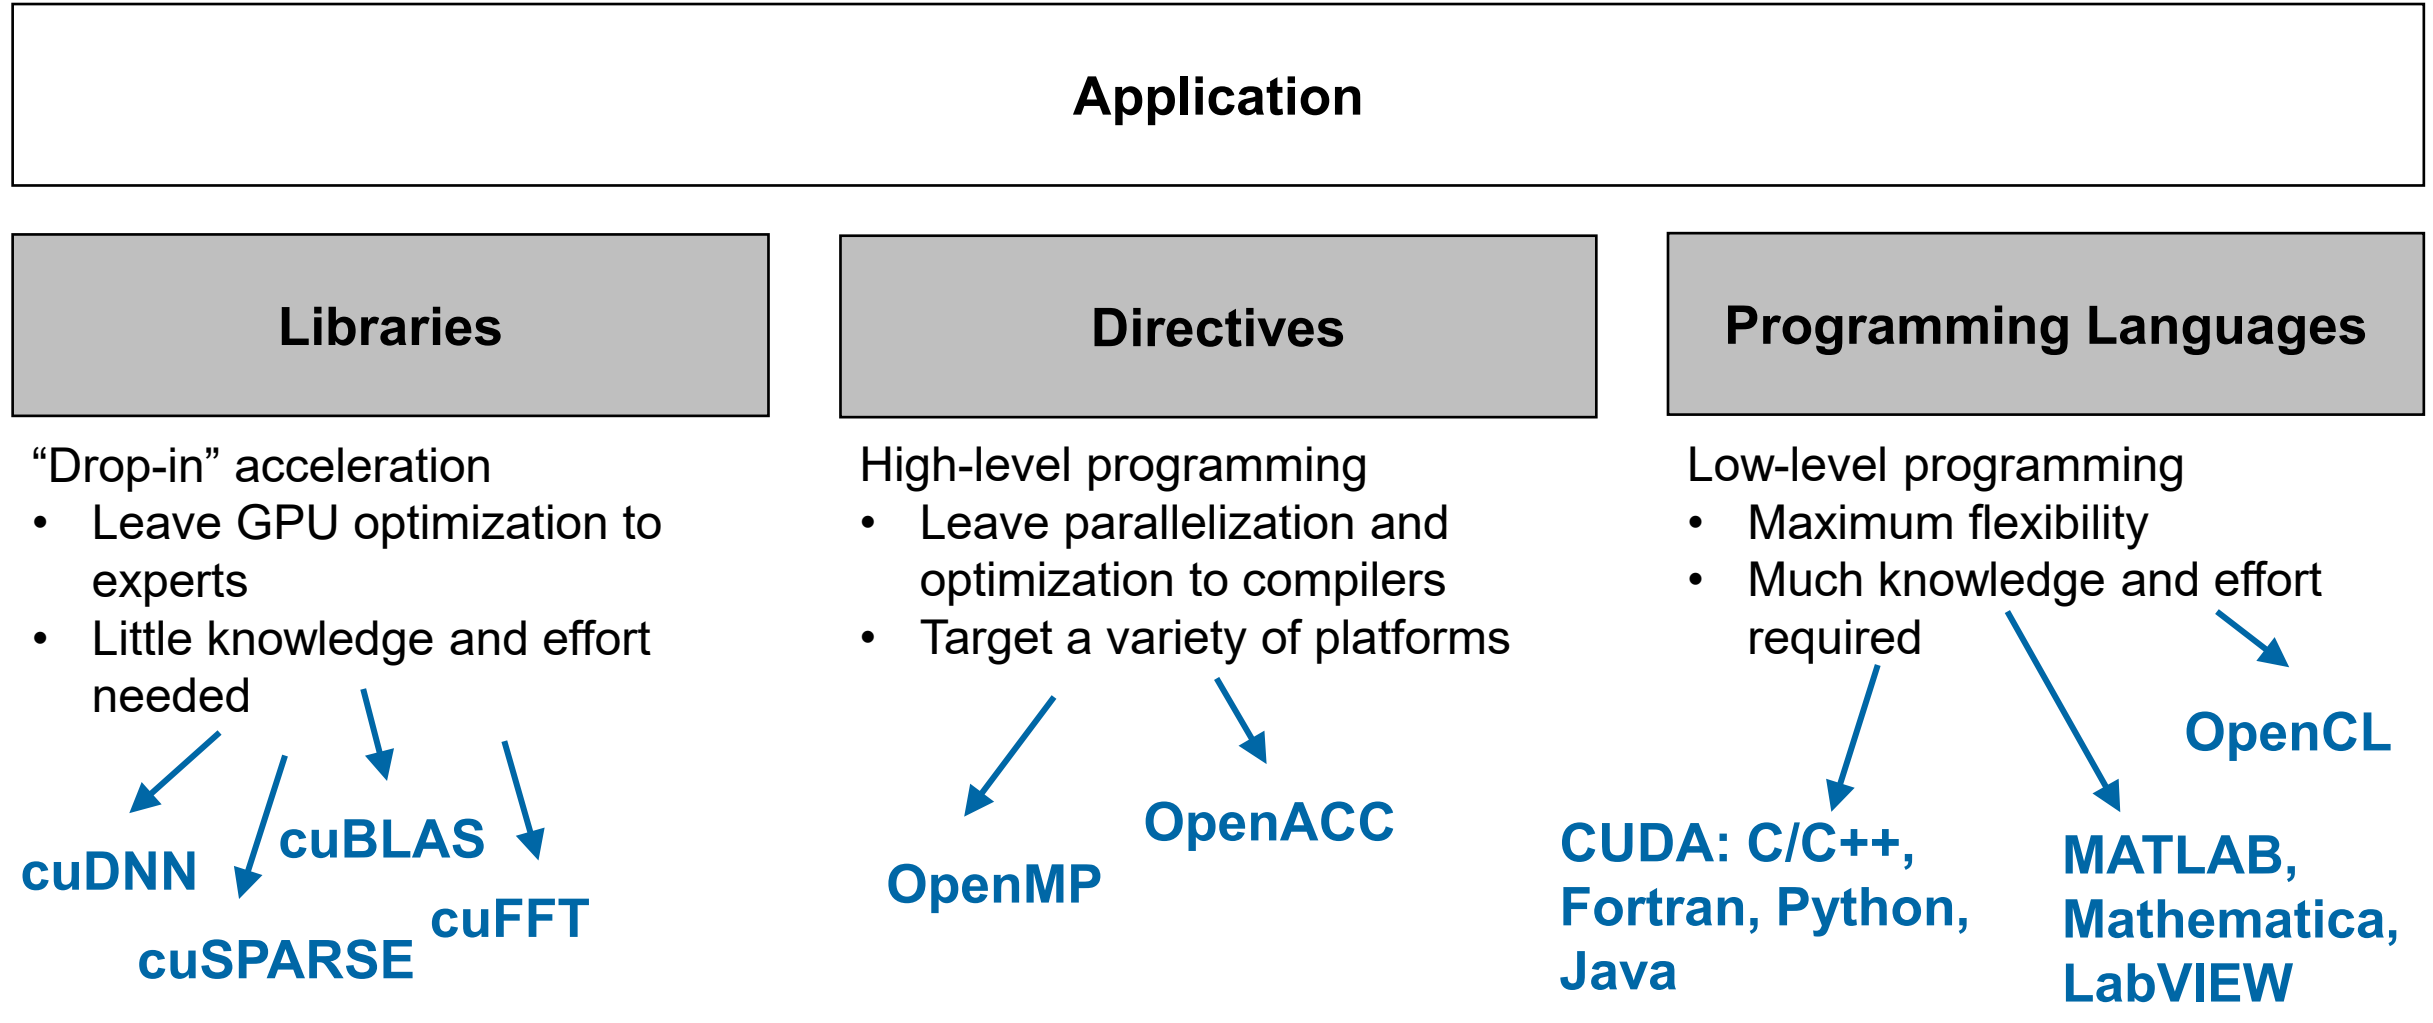 Application
Libraries
“Drop-in” acceleration
• Leave GPU optimization to
experts
• Little knowledge and effort
needed
cuDNN
cuSPARSE
cuBLAS
cuFFT
Directives
High-level programming
• Leave parallelization and
optimization to compilers
• Target a variety of platforms
OpenMP
OpenACC
Programming Languages
Low-level programming
• Maximum flexibility
• Much knowledge and effort
required
CUDA: C/C++,
Fortran, Python,
Java
MATLAB,
Mathematica,
LabVIEW
OpenCL